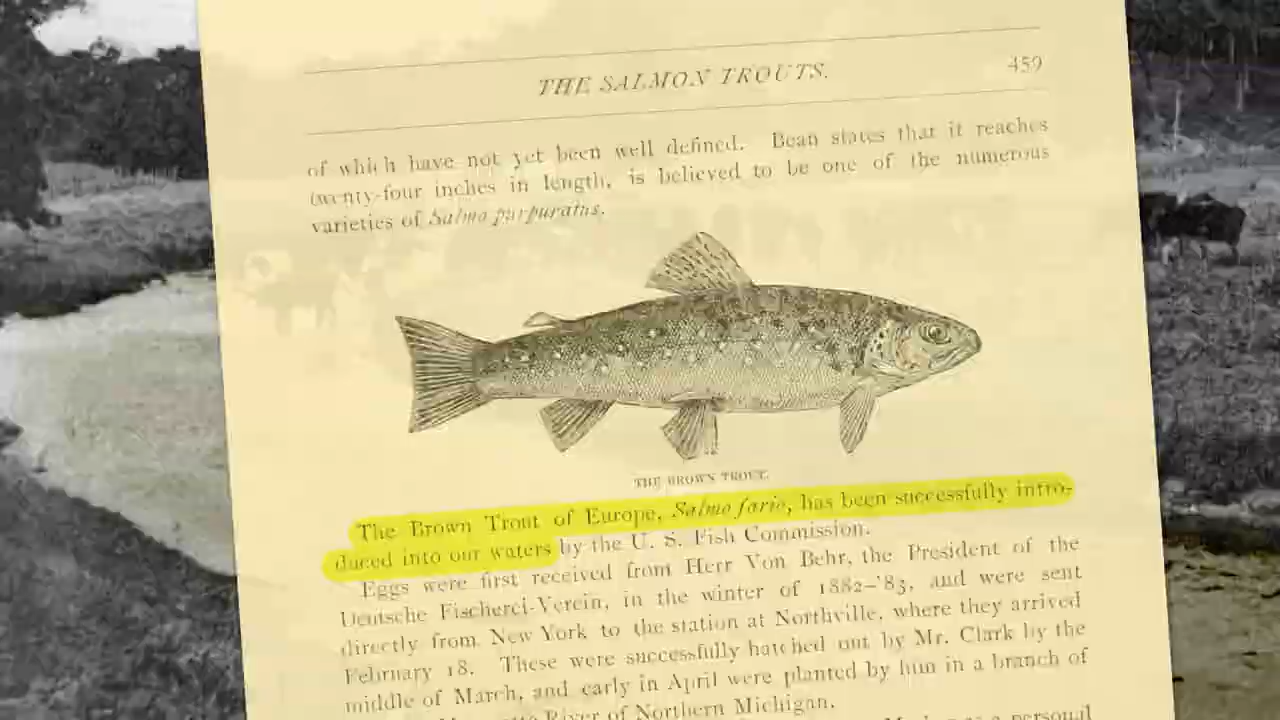 THE SALMON TROUTS.
459
of which have not yet been well defined. Bean states that it reaches
twenty-four inches in length, is believed to be one of the numerous
varieties of Salmo purpuratus.
THE BROWN TROUT.
The Brown Trout of Europe, Salmo fario, has been successfully intro-
duced into our waters by the U. S. Fish Commission.
Eggs were first received from Herr Von Behr, the President of the
Deutsche Fischerei-Verein, in the winter of 1882-'83, and were sent
directly from New York to the station at Northville, where they arrived
February 18. These were successfully hatched out by Mr. Clark by the
middle of March, and early in April were planted by him in a branch of
River of Northern Michigan.
as a personal